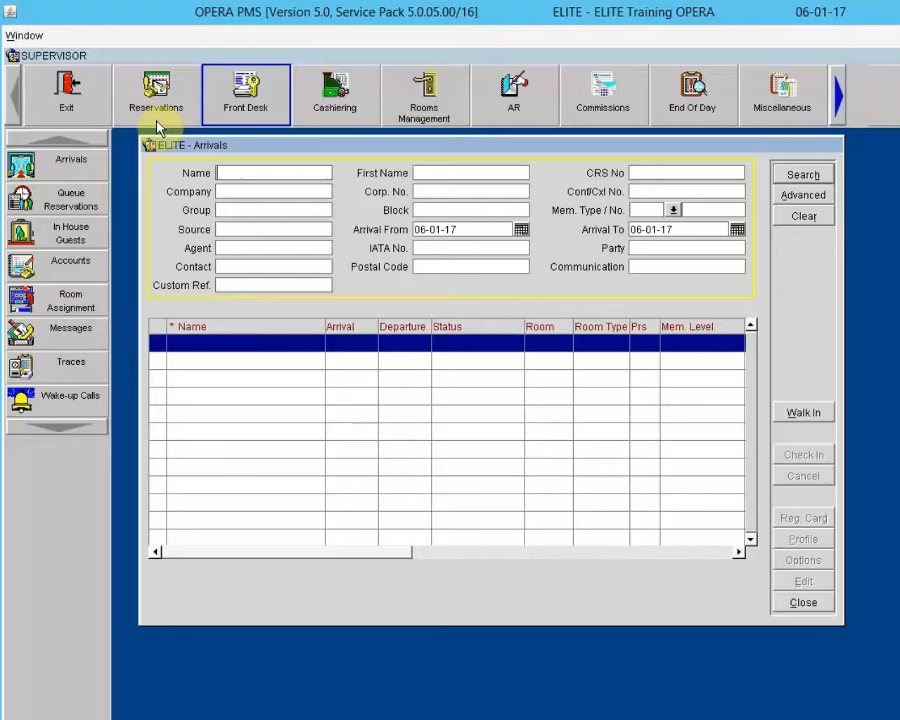 OPERA PMS [Version 5.0, Service Pack 5.0.05.00/16] ELITE - ELITE Training OPERA 06-01-17
Window
SUPERVISOR
Exit
Reservations
Front Desk
Cashiering
Rooms
Management
AR
Commissions
End Of Day
Miscellaneous
Arrivals
Queue
Reservations
In House
Guests
Accounts
Room
Assignment
Messages
Traces
Wake-up Calls
ELITE - Arrivals
Name First Name CRS No
Company Corp. No. Conf/Cxl No.
Group Block Mem. Type / No.
Source Arrival From 06-01-17 Arrival To 06-01-17
Agent IATA No. Party
Contact Postal Code Communication
Custom Ref.
* Name Arrival Departure Status Room Room Type Prs Mem. Level
Search
Advanced
Clear
Walk In
Check In
Cancel
Reg. Card
Profile
Options
Edit
Close